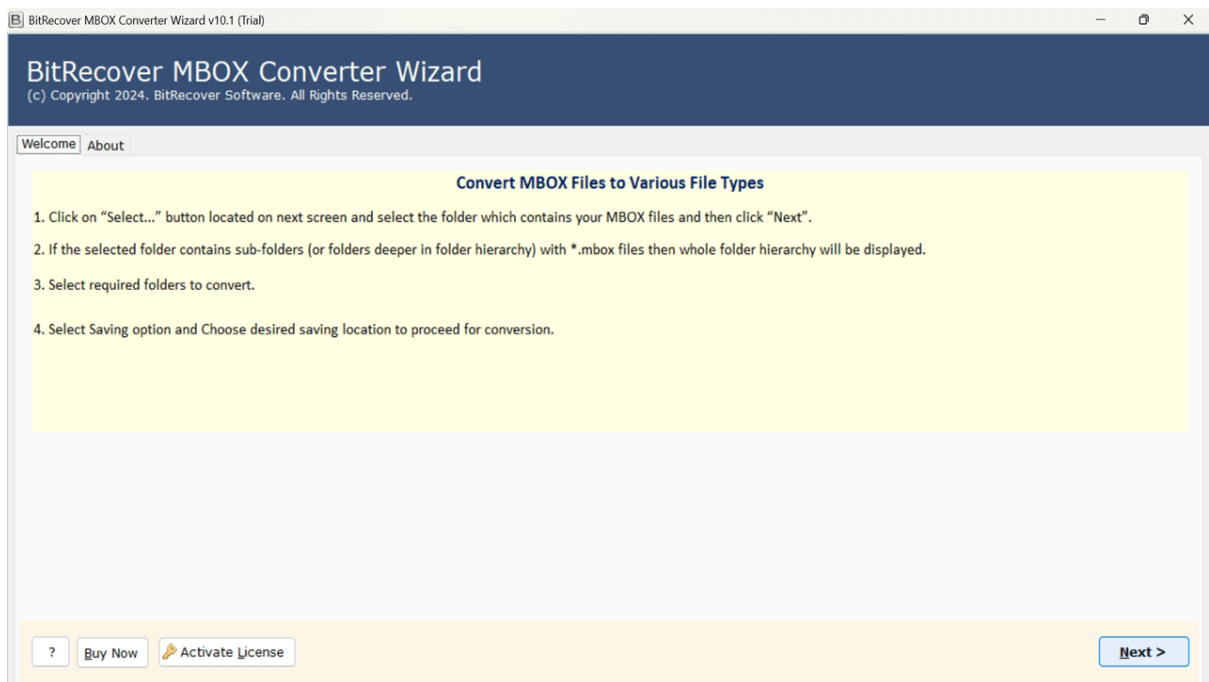 BitRecover MBOX Converter Wizard v10.1 (Trial)
BitRecover MBOX Converter Wizard
(c) Copyright 2024. BitRecover Software. All Rights Reserved.
Welcome About
Convert MBOX Files to Various File Types
1. Click on “Select...” button located on next screen and select the folder which contains your MBOX files and then click “Next”.
2. If the selected folder contains sub-folders (or folders deeper in folder hierarchy) with *.mbox files then whole folder hierarchy will be displayed.
3. Select required folders to convert.
4. Select Saving option and Choose desired saving location to proceed for conversion.
? Buy Now Activate License Next >